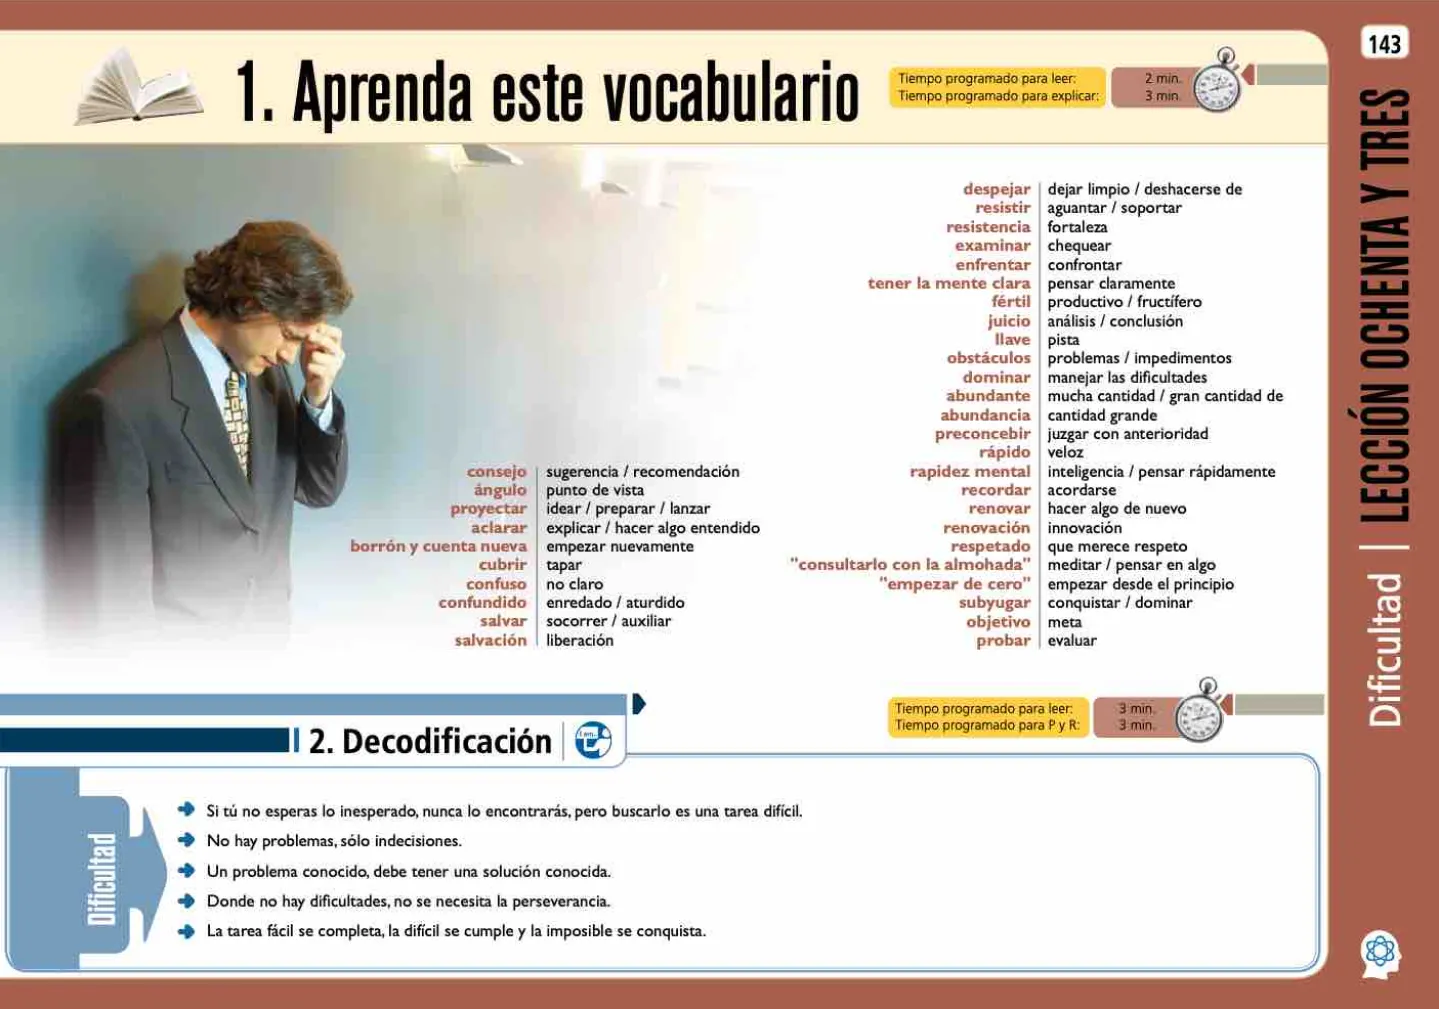 143
1. Aprenda este vocabulario
Tiempo programado para leer: 2 min.
Tiempo programado para explicar: 3 min.
consejo sugerencia / recomendación
ángulo punto de vista
proyectar idear / preparar / lanzar
aclarar explicar / hacer algo entendido
borrón y cuenta nueva empezar nuevamente
cubrir tapar
confuso no claro
confundido enredado / aturdido
salvar socorrer / auxiliar
salvación liberación
despejar dejar limpio / deshacerse de
resistir aguantar / soportar
resistencia fortaleza
examinar chequear
enfrentar confrontar
tener la mente clara pensar claramente
fértil productivo / fructífero
juicio análisis / conclusión
llave pista
obstáculos problemas / impedimentos
dominar manejar las dificultades
abundante mucha cantidad / gran cantidad de
abundancia cantidad grande
preconcebir juzgar con anterioridad
rápido veloz
rapidez mental inteligencia / pensar rápidamente
recordar acordarse
renovar hacer algo de nuevo
renovación innovación
respetado que merece respeto
"consultarlo con la almohada" meditar / pensar en algo
"empezar de cero" empezar desde el principio
subyugar conquistar / dominar
objetivo meta
probar evaluar
2. Decodificación
Tiempo programado para leer: 3 min.
Tiempo programado para P y R: 3 min.
Dificultad
Si tú no esperas lo inesperado, nunca lo encontrarás, pero buscarlo es una tarea difícil.
No hay problemas, sólo indecisiones.
Un problema conocido, debe tener una solución conocida.
Donde no hay dificultades, no se necesita la perseverancia.
La tarea fácil se completa, la difícil se cumple y la imposible se conquista.
Dificultad | LECCIÓN OCHENTA Y TRES